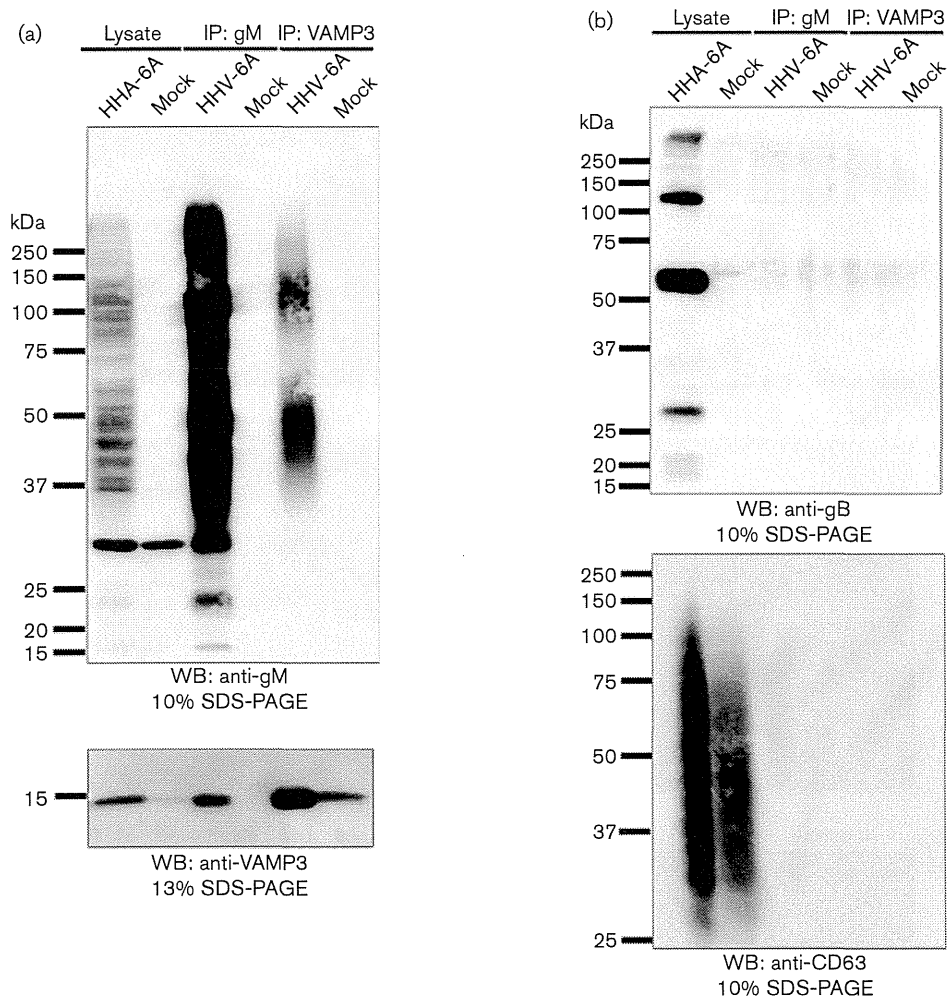 (a)
Lysate IP: gM IP: VAMP3
HHA-6A Mock HHV-6A Mock HHV-6A Mock
kDa
250
150
100
75
50
37
25
20
15
WB: anti-gM
10% SDS-PAGE
15
WB: anti-VAMP3
13% SDS-PAGE
(b)
Lysate IP: gM IP: VAMP3
HHA-6A Mock HHV-6A Mock HHV-6A Mock
kDa
250
150
100
75
50
37
25
20
15
WB: anti-gB
10% SDS-PAGE
250
150
100
75
50
37
25
WB: anti-CD63
10% SDS-PAGE